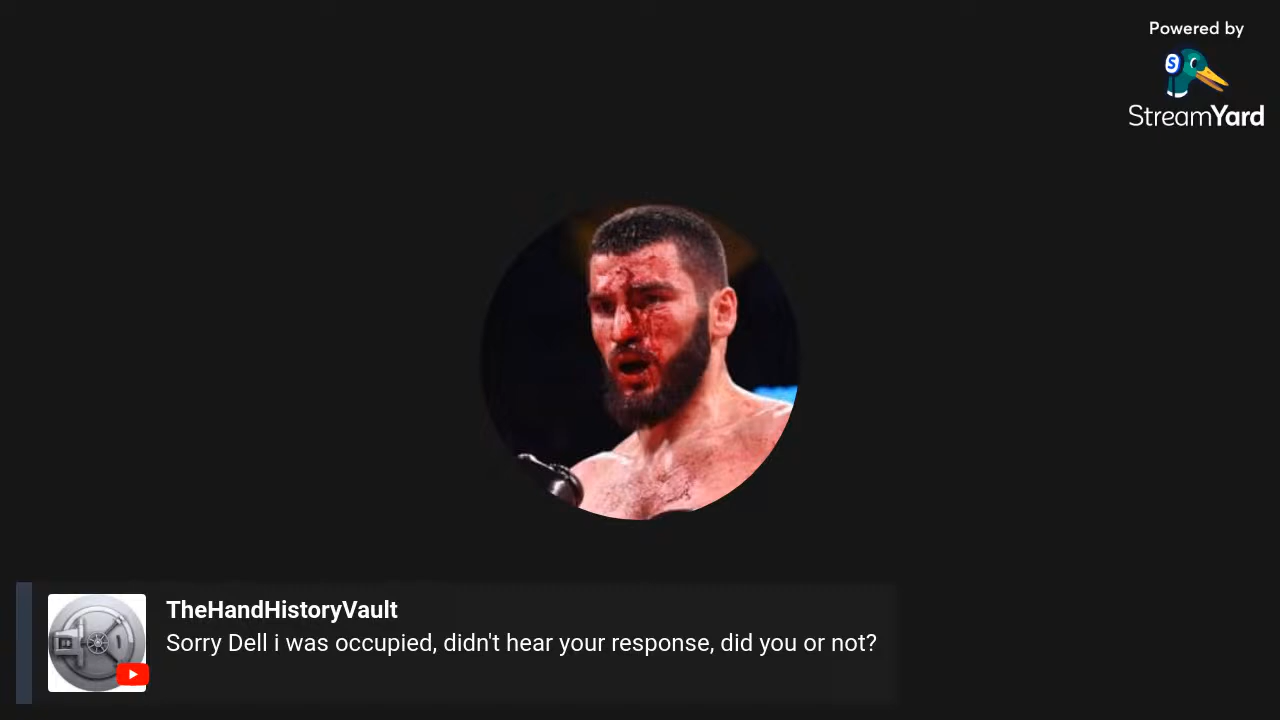 Powered by
S
StreamYard
TheHandHistoryVault
Sorry Dell i was occupied, didn't hear your response, did you or not?